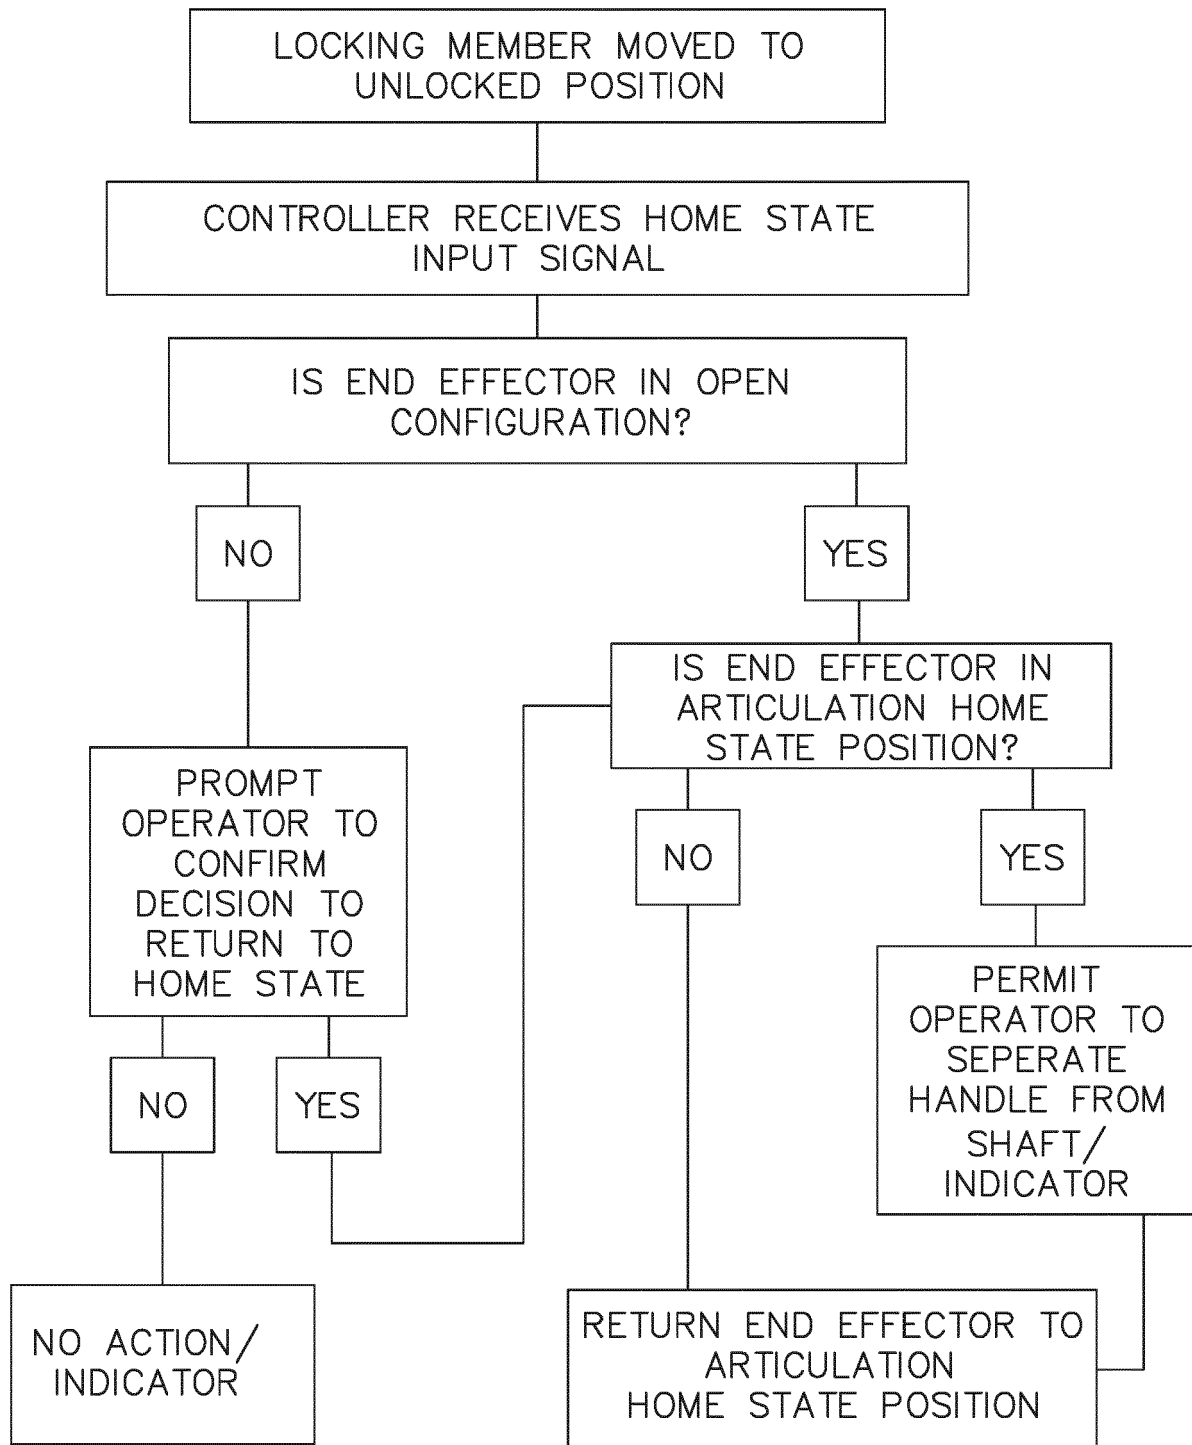 LOCKING MEMBER MOVED TO
UNLOCKED POSITION
CONTROLLER RECEIVES HOME STATE
INPUT SIGNAL
IS END EFFECTOR IN OPEN
CONFIGURATION?
NO
YES
IS END EFFECTOR IN
ARTICULATION HOME
STATE POSITION?
PROMPT
OPERATOR TO
CONFIRM
DECISION TO
RETURN TO
HOME STATE
NO
YES
PERMIT
OPERATOR TO
SEPERATE
HANDLE FROM
SHAFT/
INDICATOR
NO
YES
NO ACTION/
INDICATOR
RETURN END EFFECTOR TO
ARTICULATION
HOME STATE POSITION